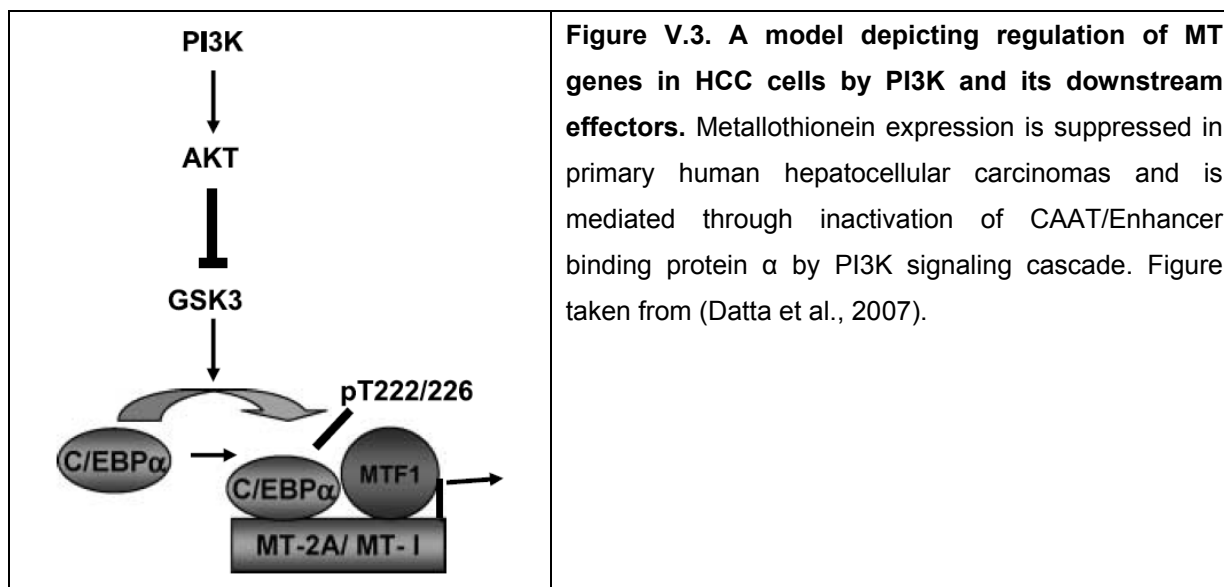 PI3K
AKT
GSK3
pT222/226
C/EBPα
C/EBPα
MTF1
MT-2A/ MT- I
Figure V.3. A model depicting regulation of MT
genes in HCC cells by PI3K and its downstream
effectors. Metallothionein expression is suppressed in
primary human hepatocellular carcinomas and is
mediated through inactivation of CAAT/Enhancer
binding protein α by PI3K signaling cascade. Figure
taken from (Datta et al., 2007).